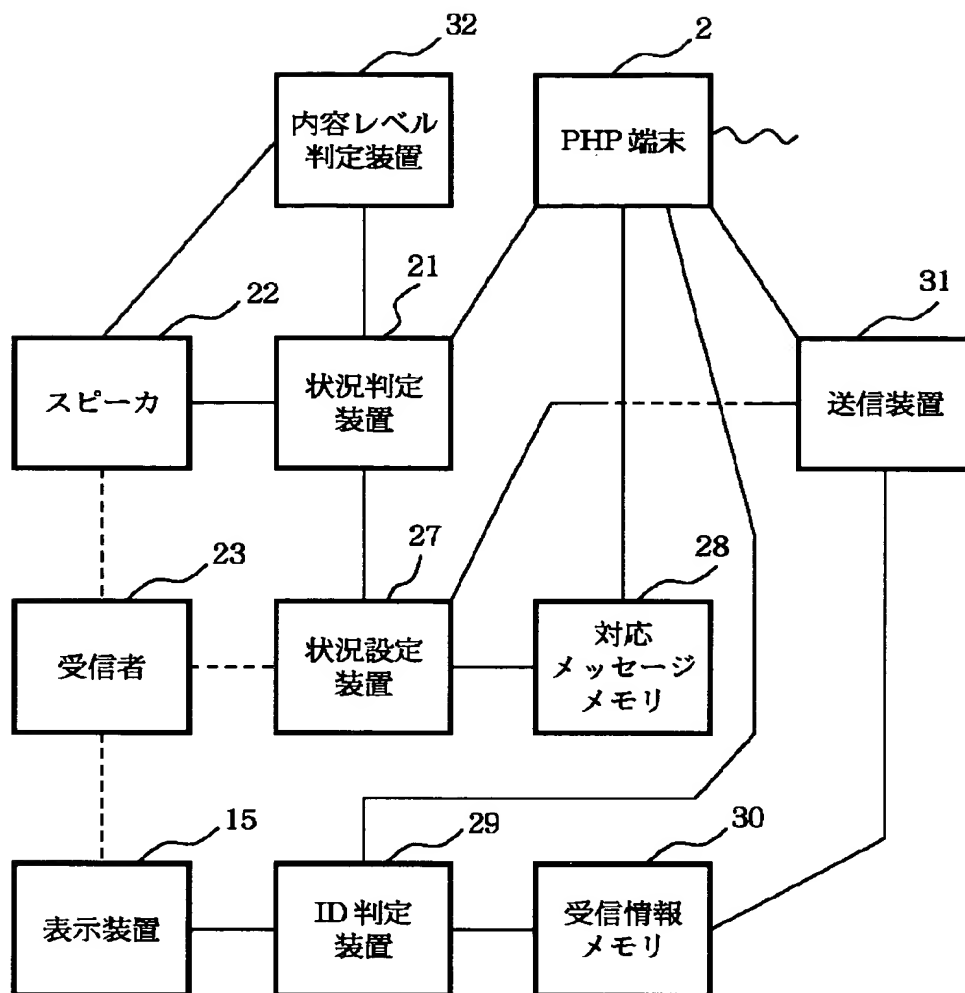 32
2
内容レベル
判定装置
PHP 端末
22
21
31
スピーカ
状況判定
装置
送信装置
23
27
28
受信者
状況設定
装置
対応
メッセージ
メモリ
15
29
30
表示装置
ID 判定
装置
受信情報
メモリ